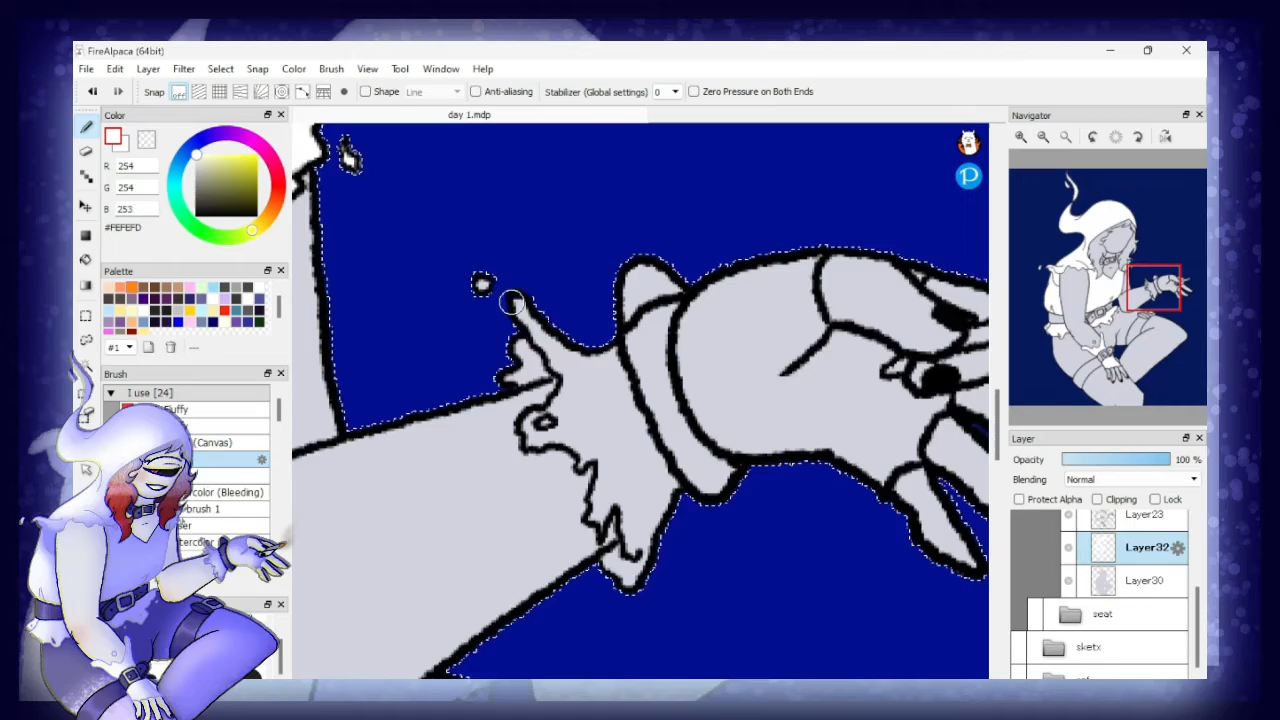 FireAlpaca (64bit)
File Edit Layer Filter Select Snap Color Brush View Tool Window Help
Snap off Shape Line Anti-aliasing Stabilizer (Global settings) 0 Zero Pressure on Both Ends
Color
day 1.mdp
Navigator
R 254
G 254
B 253
#FEFEFD
Palette
#1
Brush
I use [24]
(Canvas)
(Bleeding)
brush 1
Layer
Opacity 100 %
Blending Normal
Protect Alpha Clipping Lock
Layer23
Layer32
Layer30
seat
sketx
P